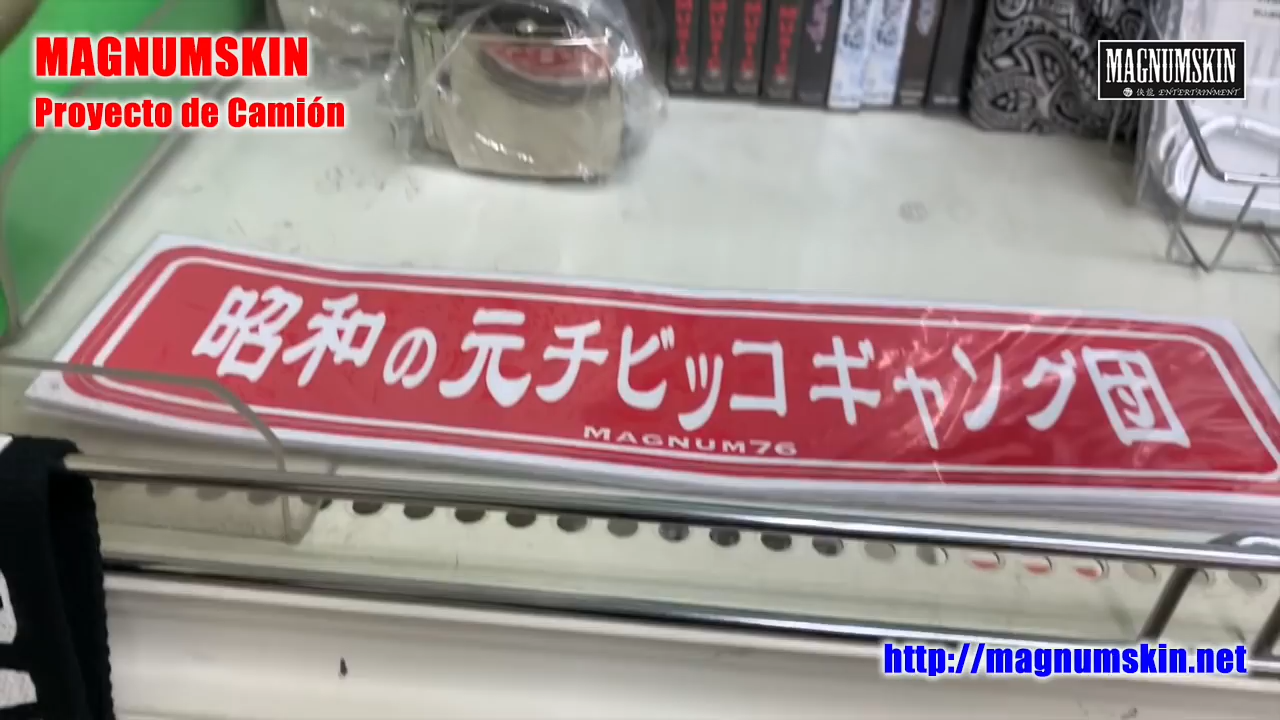 MAGNUMSKIN
Proyecto de Camión
MAGNUMSKIN
ENTERTAINMENT
昭和の元チビッコギャング団
MAGNUM76
http://magnumskin.net